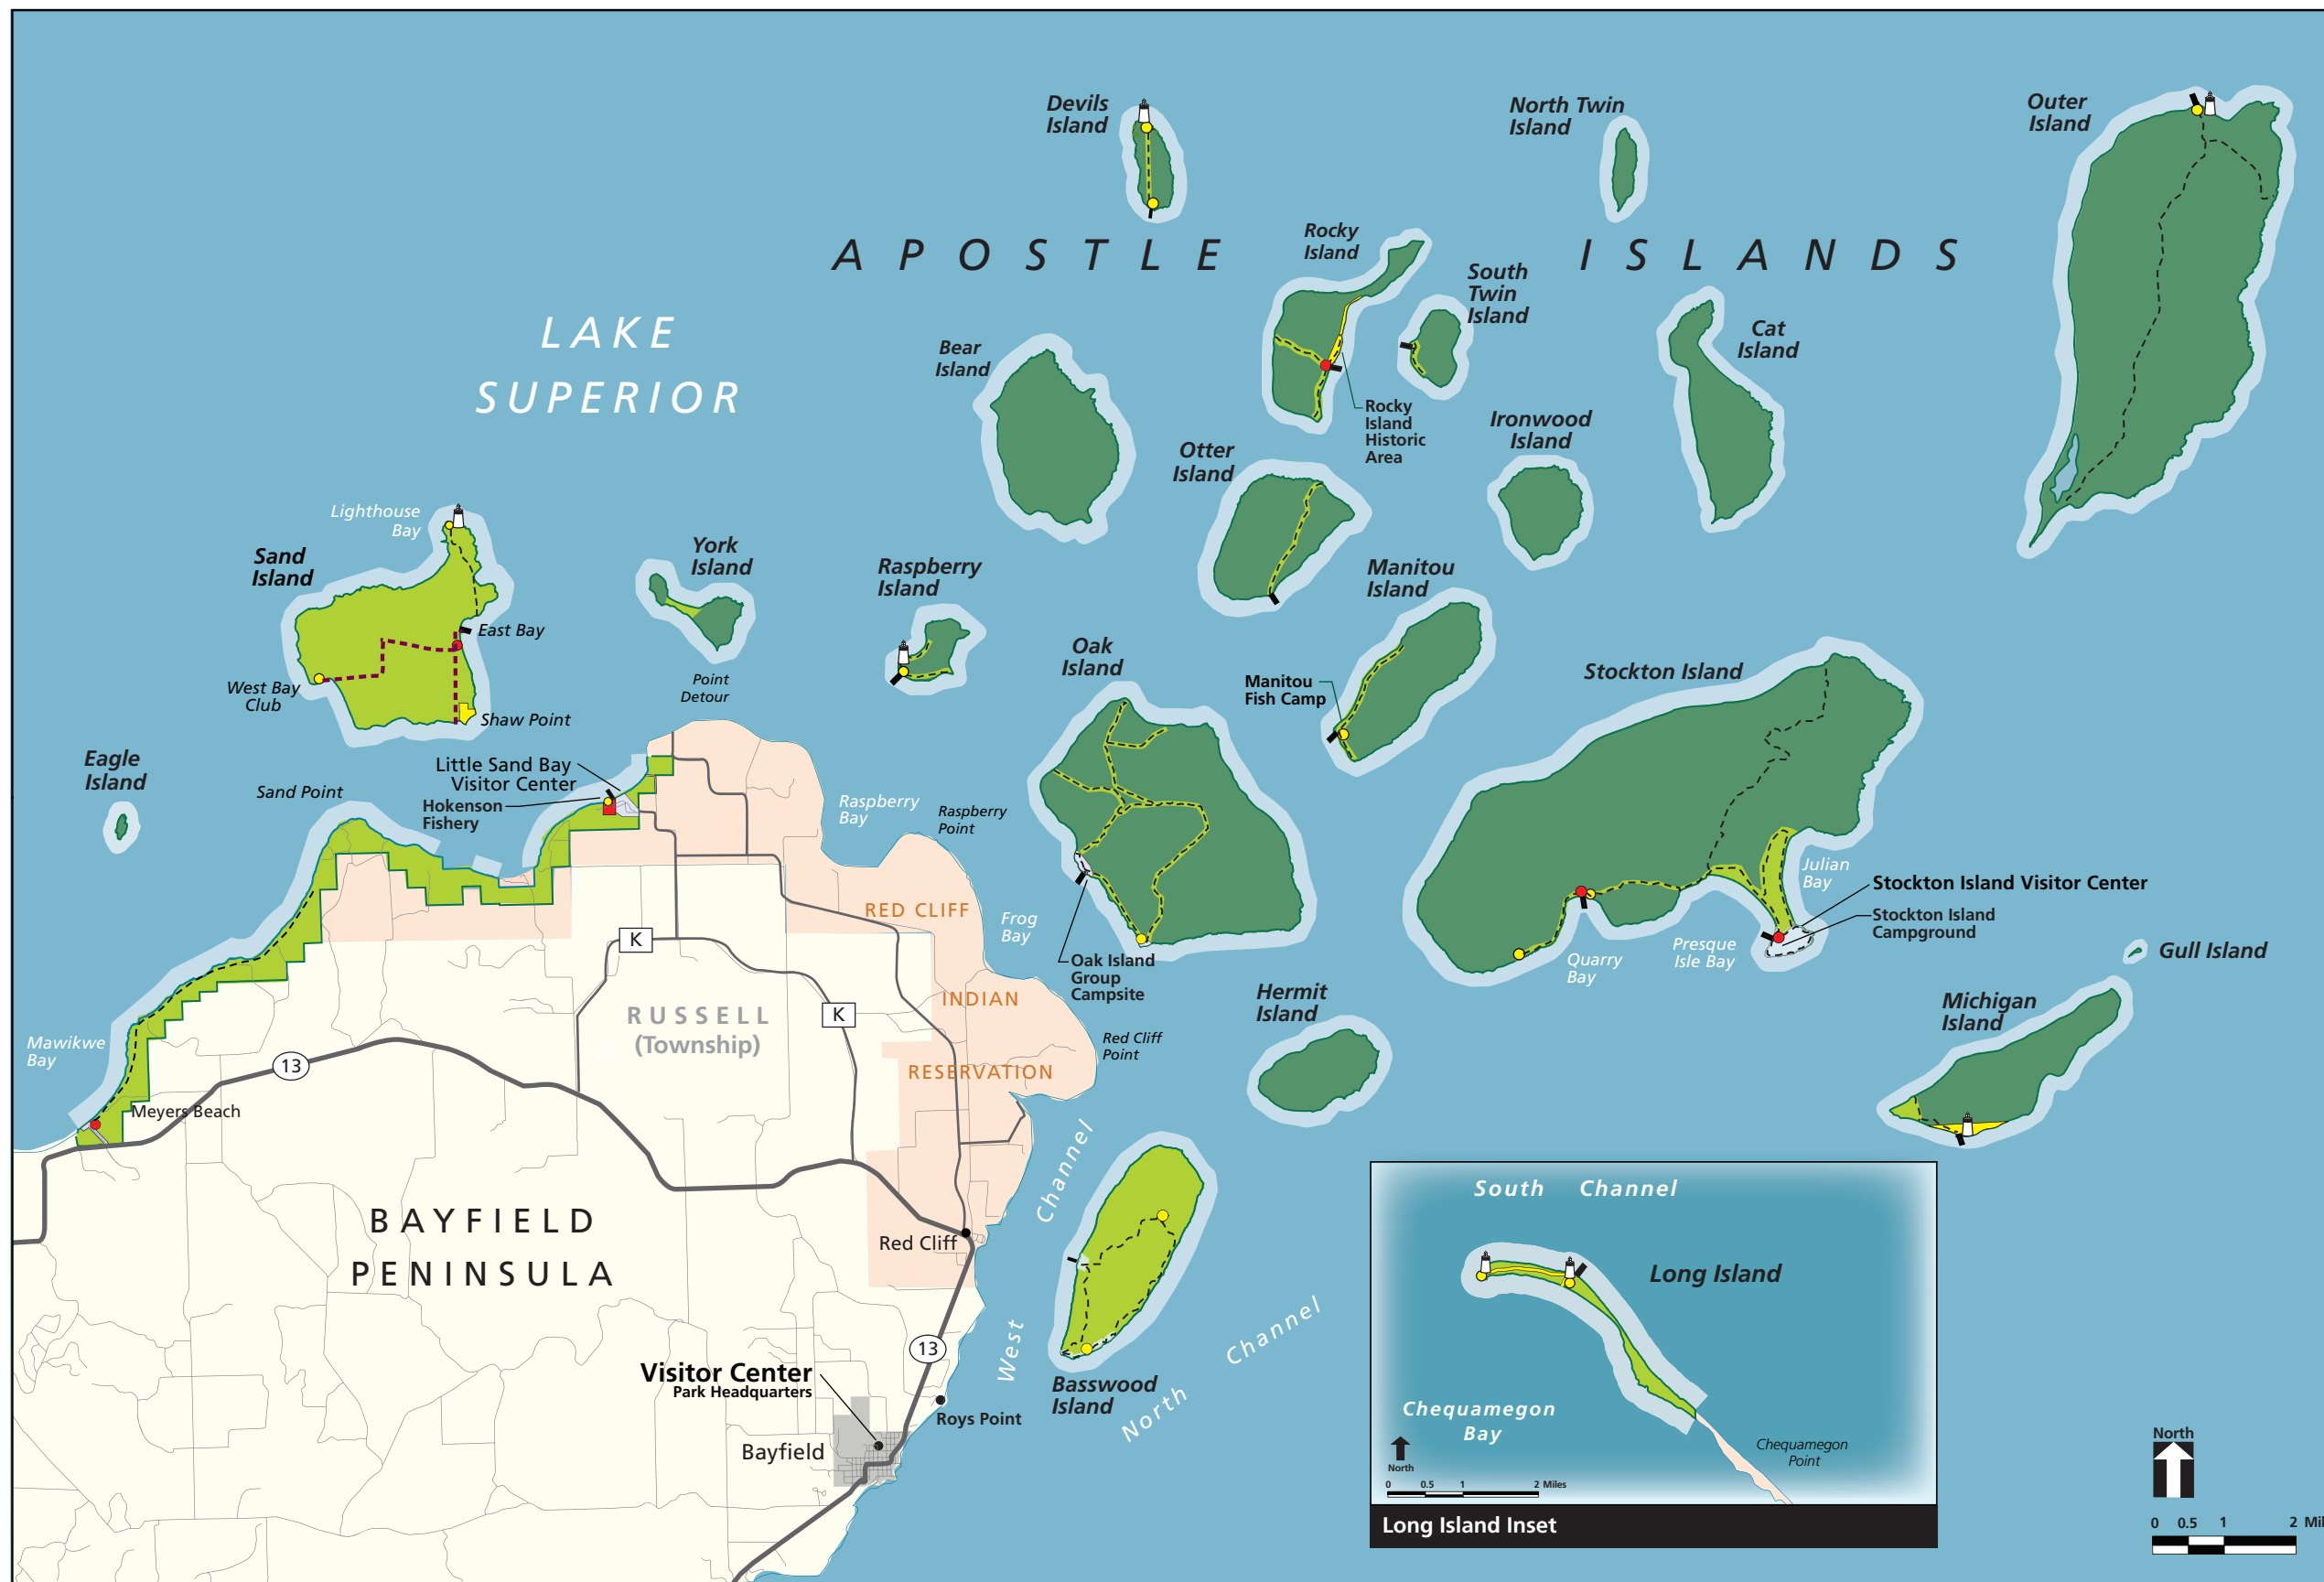 Devils
Island
North Twin
Island
Outer
Island
APOSTLE ISLANDS
Rocky
Island
South
Twin
Island
LAKE
SUPERIOR
Bear
Island
Cat
Island
Rocky
Island
Historic
Area
Ironwood
Island
Otter
Island
Lighthouse
Bay
Sand
Island
York
Island
Raspberry
Island
Manitou
Island
East Bay
Oak
Island
Stockton Island
West Bay
Club
Point
Detour
Manitou
Fish Camp
Shaw Point
Eagle
Island
Sand Point
Little Sand Bay
Visitor Center
Hokenson
Fishery
Raspberry
Bay
Raspberry
Point
Julian
Bay
Stockton Island Visitor Center
Stockton Island
Campground
RED CLIFF
Frog
Bay
K
Presque
Isle Bay
Quarry
Bay
Gull Island
Oak Island
Group
Campsite
INDIAN
Hermit
Island
Michigan
Island
RUSSELL
(Township)
K
Mawikwe
Bay
13
Red Cliff
Point
RESERVATION
Meyers Beach
West Channel
South Channel
BAYFIELD
PENINSULA
Red Cliff
Long Island
North Channel
13
Visitor Center
Park Headquarters
Basswood
Island
Roys Point
Chequamegon
Bay
North
Chequamegon
Point
0 0.5 1 2 Miles
Bayfield
North
Long Island Inset
0 0.5 1 2 Mil